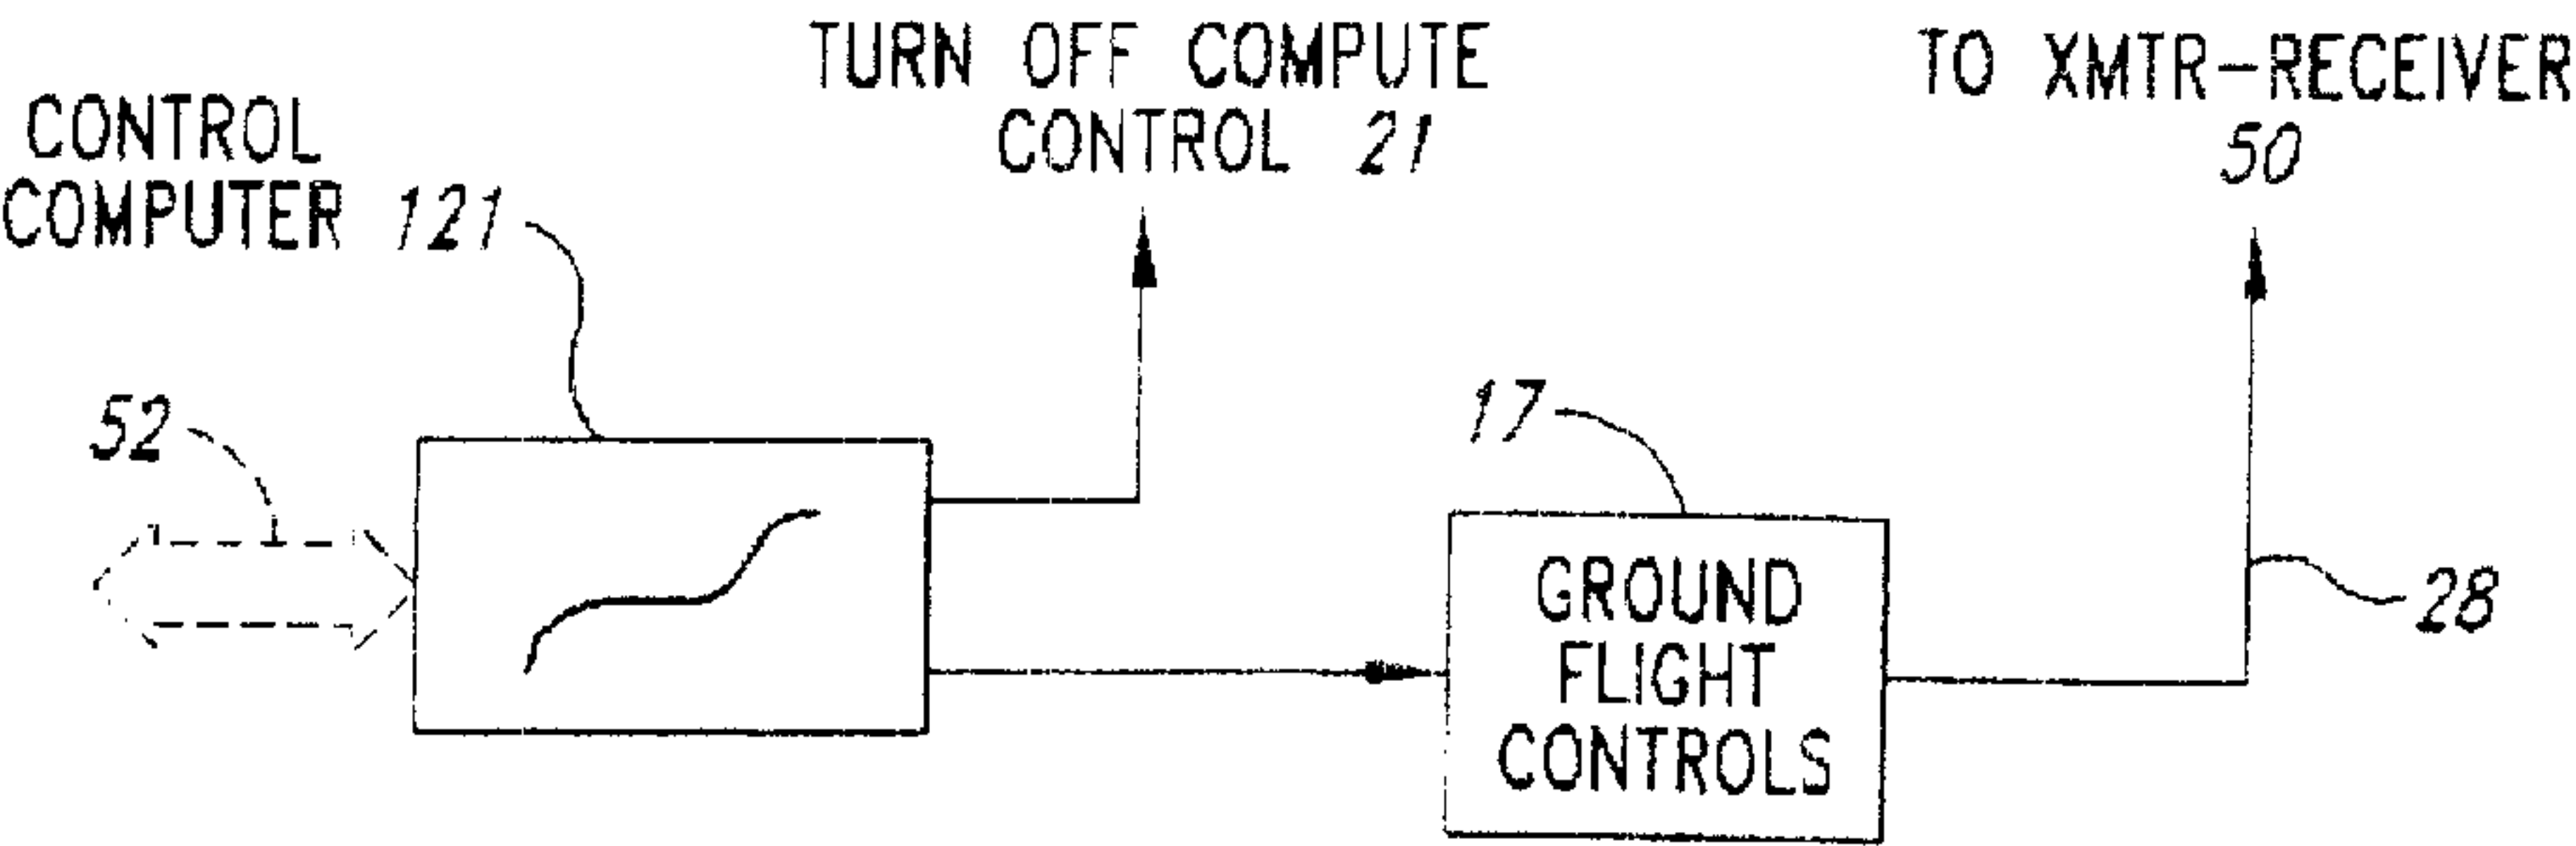 TURN OFF COMPUTE
CONTROL 21
TO XMTR-RECEIVER
50
CONTROL
COMPUTER 121
52
17
GROUND
FLIGHT
CONTROLS
28